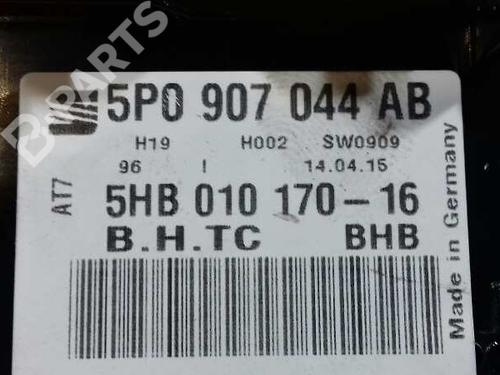 B-PARTS
5P0 907 044 AB
H19 H002 SW0909
96 I 14.04.15
AT7
5HB 010 170-16
B.H.TC BHB
Made in Germany